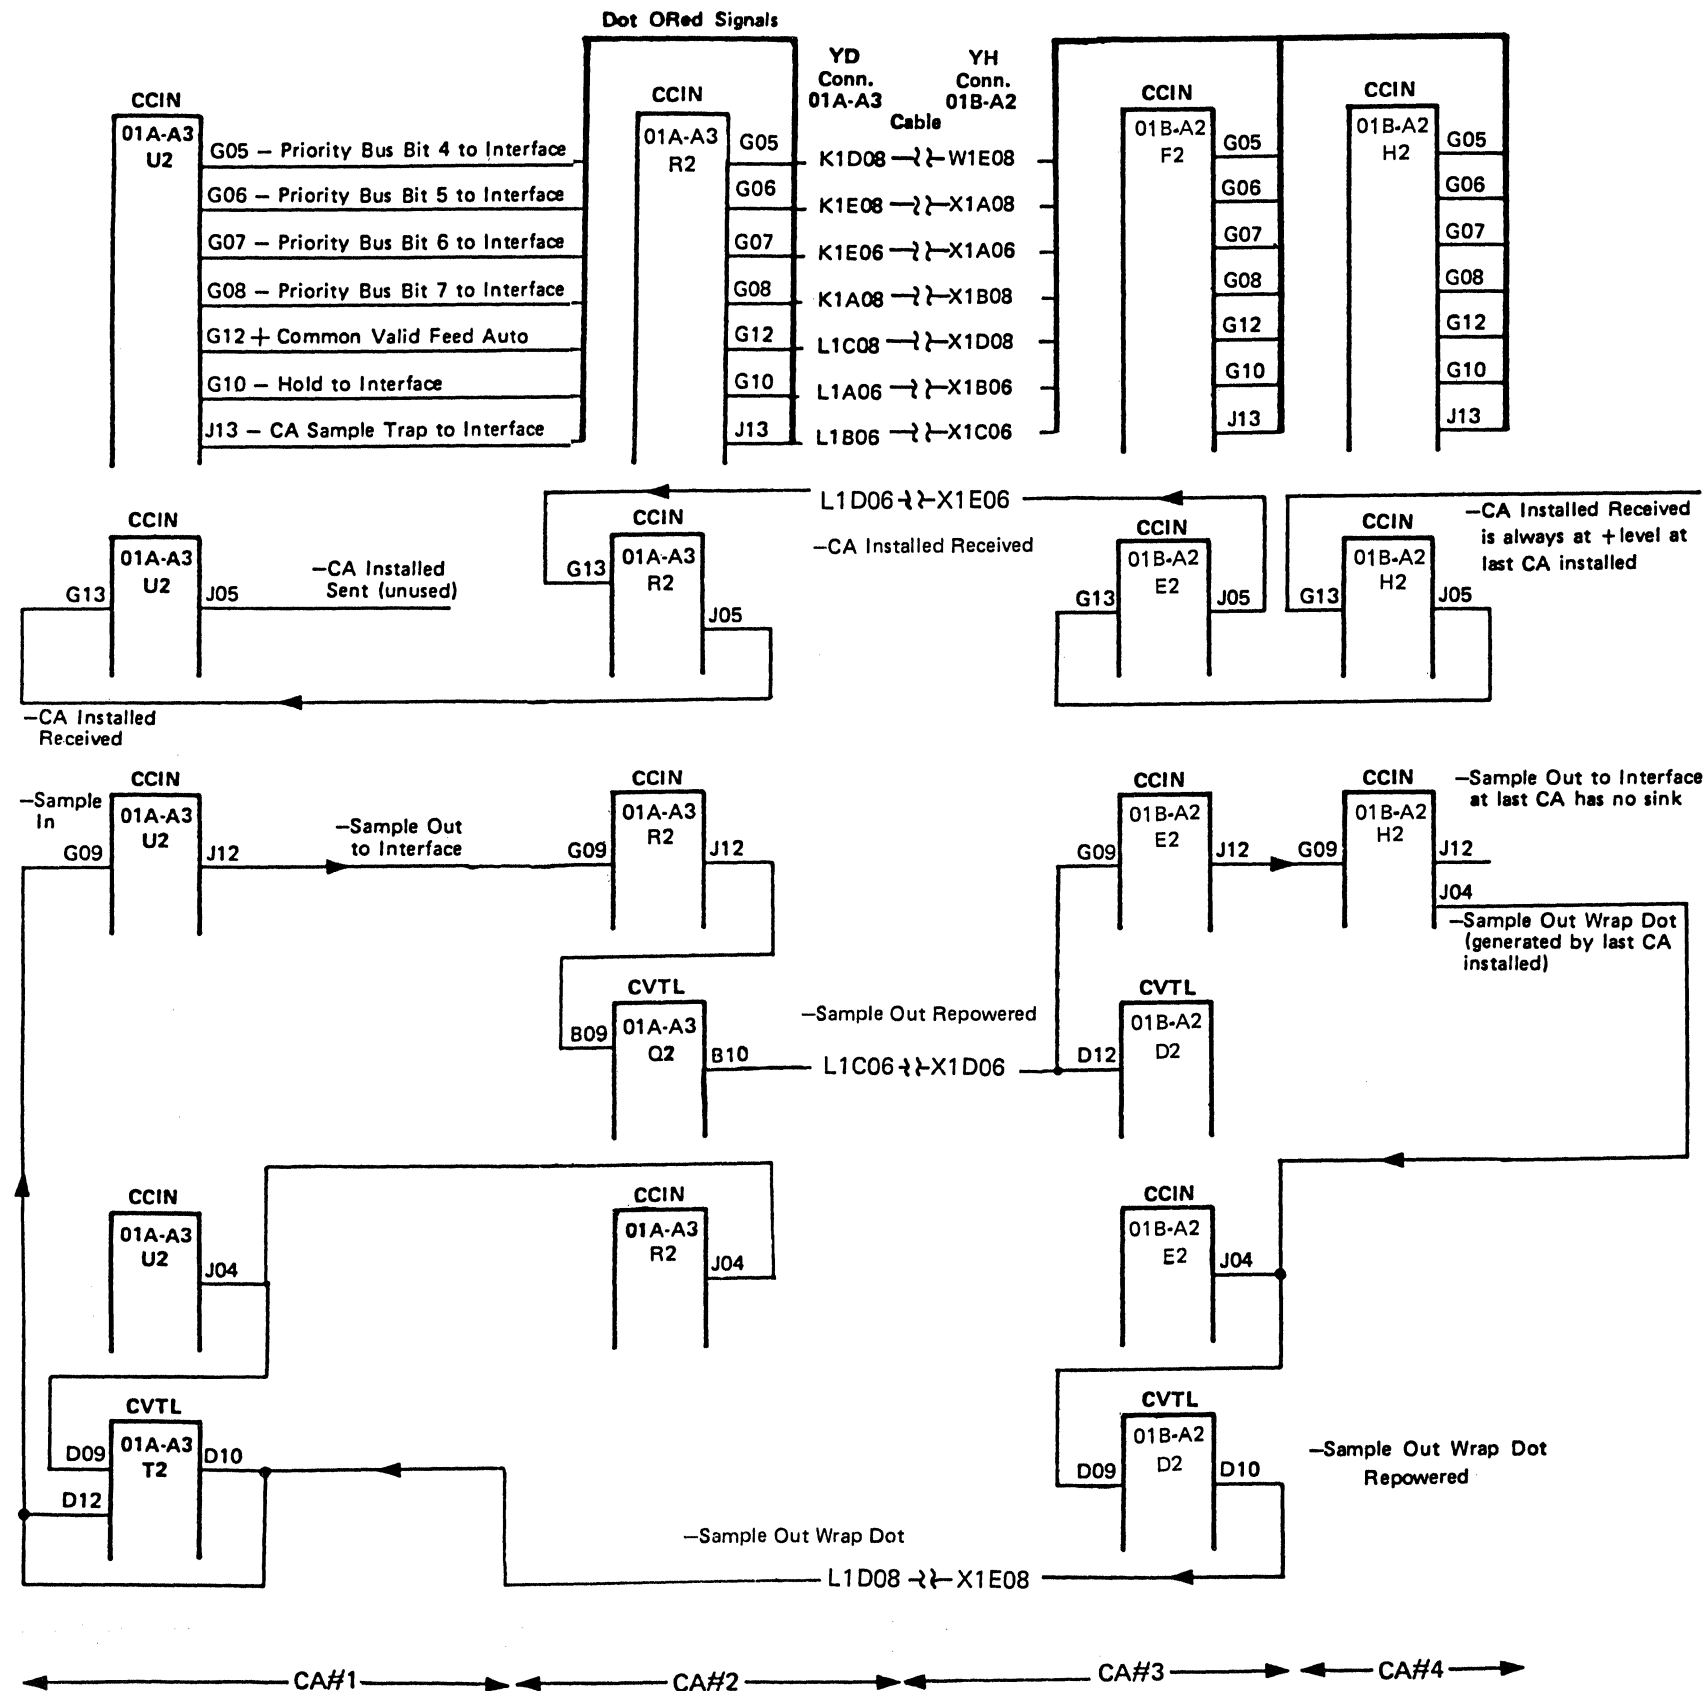 Dot ORed Signals
YD
Conn.
01A-A3
YH
Conn.
01B-A2
Cable
CCIN
01A-A3
U2
G05 – Priority Bus Bit 4 to Interface
G06 – Priority Bus Bit 5 to Interface
G07 – Priority Bus Bit 6 to Interface
G08 – Priority Bus Bit 7 to Interface
G12 + Common Valid Feed Auto
G10 – Hold to Interface
J13 – CA Sample Trap to Interface
CCIN
01A-A3
R2
G05
G06
G07
G08
G12
G10
J13
K1D08 W1E08
K1E08 X1A08
K1E06 X1A06
K1A08 X1B08
L1C08 X1D08
L1A06 X1B06
L1B06 X1C06
CCIN
01B-A2
F2
G05
G06
G07
G08
G12
G10
J13
CCIN
01B-A2
H2
G05
G06
G07
G08
G12
G10
J13
CCIN
01A-A3
U2
G13
J05
–CA Installed
Sent (unused)
–CA Installed
Received
CCIN
01A-A3
R2
G13
J05
L1D06 X1E06
–CA Installed Received
CCIN
01B-A2
E2
G13
J05
CCIN
01B-A2
H2
G13
J05
–CA Installed Received
is always at + level at
last CA installed
–Sample
In
CCIN
01A-A3
U2
G09
J12
–Sample Out
to Interface
CCIN
01A-A3
R2
G09
J12
CCIN
01B-A2
E2
G09
J12
CCIN
01B-A2
H2
G09
J12
J04
–Sample Out to Interface
at last CA has no sink
–Sample Out Wrap Dot
(generated by last CA
installed)
CVTL
01A-A3
Q2
B09
B10
–Sample Out Repowered
L1C06 X1D06
CVTL
01B-A2
D2
D12
CCIN
01A-A3
U2
J04
CCIN
01A-A3
R2
J04
CCIN
01B-A2
E2
J04
CVTL
01A-A3
T2
D09
D10
D12
CVTL
01B-A2
D2
D09
D10
–Sample Out Wrap Dot
Repowered
–Sample Out Wrap Dot
L1D08 X1E08
CA#1
CA#2
CA#3
CA#4